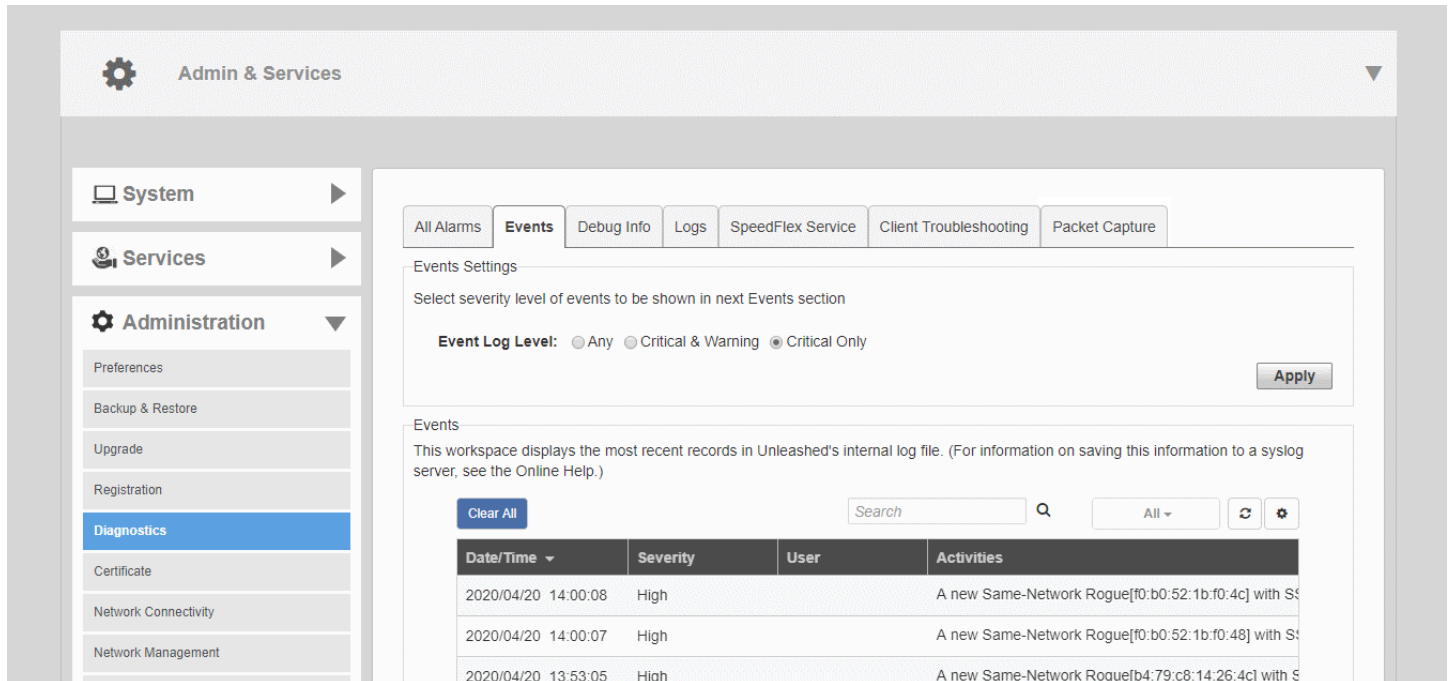 Admin & Services
System
Services
Administration
Preferences
Backup & Restore
Upgrade
Registration
Diagnostics
Certificate
Network Connectivity
Network Management
All Alarms Events Debug Info Logs SpeedFlex Service Client Troubleshooting Packet Capture
Events Settings
Select severity level of events to be shown in next Events section
Event Log Level: Any Critical & Warning Critical Only
Apply
Events
This workspace displays the most recent records in Unleashed's internal log file. (For information on saving this information to a syslog
server, see the Online Help.)
Clear All Search All
Date/Time Severity User Activities
2020/04/20 14:00:08 High A new Same-Network Rogue[f0:b0:52:1b:f0:4c] with
2020/04/20 14:00:07 High A new Same-Network Rogue[f0:b0:52:1b:f0:48] with
2020/04/20 13:53:05 High A new Same-Network Rogue[b4:79:c8:14:26:4c] with